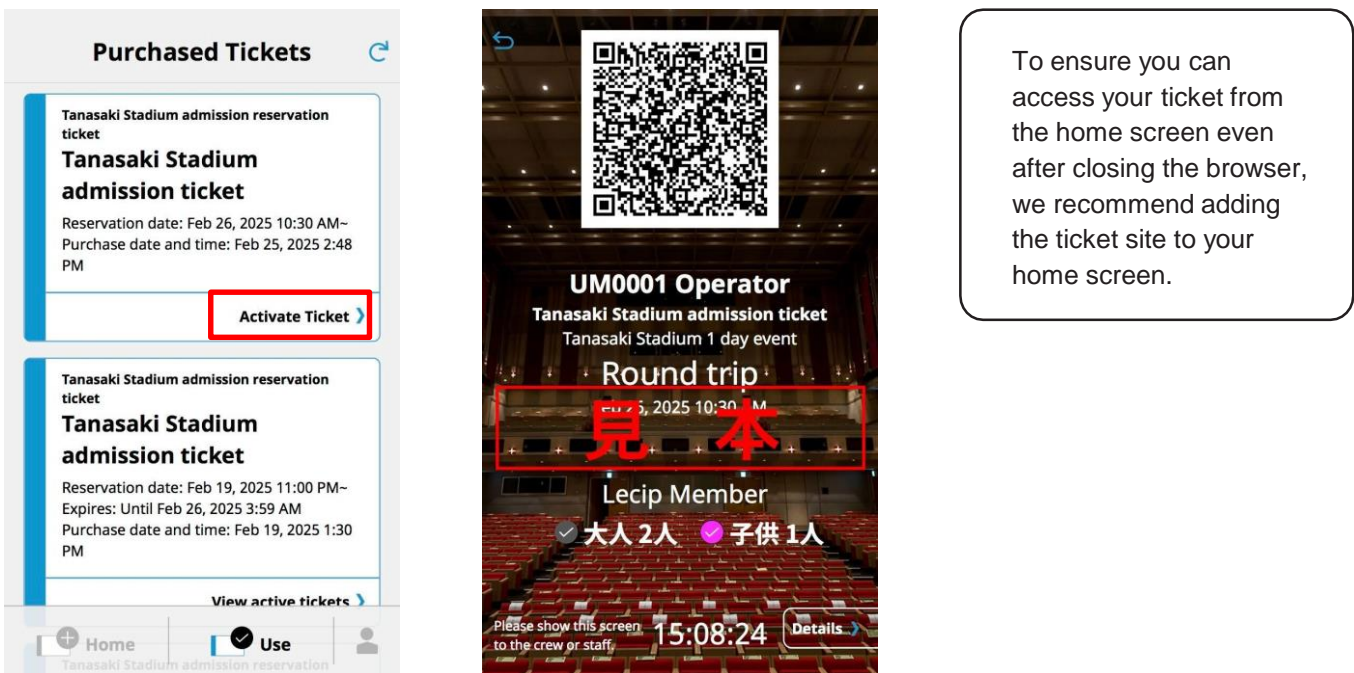 Purchased Tickets
Tanasaki Stadium admission reservation
ticket
Tanasaki Stadium
admission ticket
Reservation date: Feb 26, 2025 10:30 AM~
Purchase date and time: Feb 25, 2025 2:48
PM
Activate Ticket ❯
Tanasaki Stadium admission reservation
ticket
Tanasaki Stadium
admission ticket
Reservation date: Feb 19, 2025 11:00 PM~
Expires: Until Feb 26, 2025 3:59 AM
Purchase date and time: Feb 19, 2025 1:30
PM
View active tickets ❯
Home
Use
Tanasaki Stadium admission reservation
UM0001 Operator
Tanasaki Stadium admission ticket
Tanasaki Stadium 1 day event
Round trip
2025 10:30
見本
Lecip Member
大人 2人 子供 1人
Please show this screen
to the crew or staff.
15:08:24
Details ❯
To ensure you can
access your ticket from
the home screen even
after closing the browser,
we recommend adding
the ticket site to your
home screen.